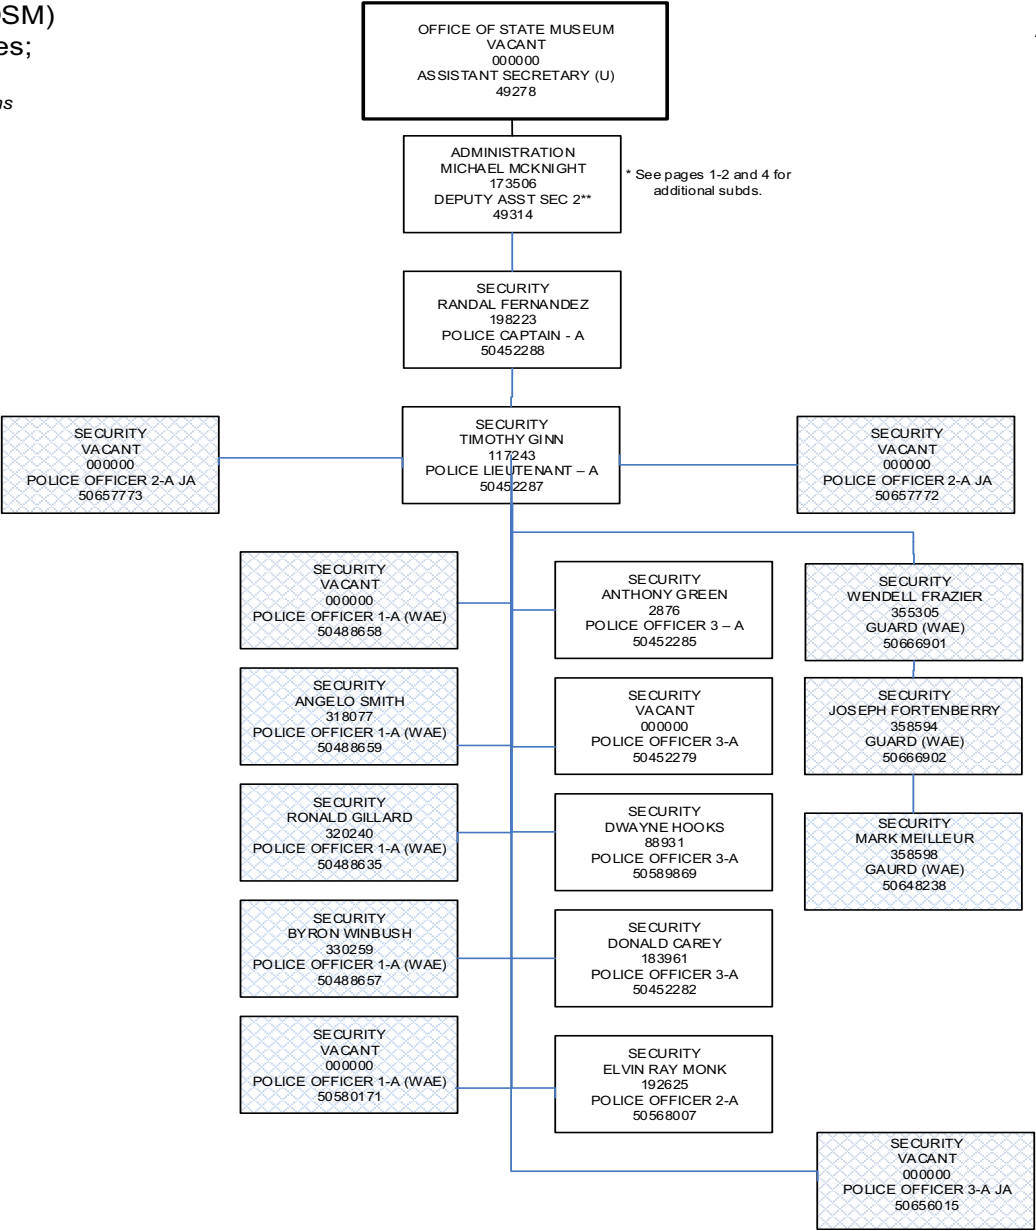 OSM)
es;
ns
OFFICE OF STATE MUSEUM
VACANT
000000
ASSISTANT SECRETARY (U)
49278
ADMINISTRATION
MICHAEL MCKNIGHT
173506
DEPUTY ASST SEC 2**
49314
* See pages 1-2 and 4 for
additional subds.
SECURITY
RANDAL FERNANDEZ
198223
POLICE CAPTAIN - A
50452288
SECURITY
VACANT
000000
POLICE OFFICER 2-A JA
50657773
SECURITY
TIMOTHY GINN
117243
POLICE LIEUTENANT – A
50452287
SECURITY
VACANT
000000
POLICE OFFICER 2-A JA
50657772
SECURITY
VACANT
000000
POLICE OFFICER 1-A (WAE)
50488658
SECURITY
ANTHONY GREEN
2876
POLICE OFFICER 3 – A
50452285
SECURITY
WENDELL FRAZIER
355305
GUARD (WAE)
50666901
SECURITY
ANGELO SMITH
318077
POLICE OFFICER 1-A (WAE)
50488659
SECURITY
VACANT
000000
POLICE OFFICER 3-A
50452279
SECURITY
JOSEPH FORTENBERRY
358594
GUARD (WAE)
50666902
SECURITY
RONALD GILLARD
320240
POLICE OFFICER 1-A (WAE)
50488635
SECURITY
DWAYNE HOOKS
88931
POLICE OFFICER 3-A
50589869
SECURITY
MARK MEILLEUR
358598
GAURD (WAE)
50648238
SECURITY
BYRON WINBUSH
330259
POLICE OFFICER 1-A (WAE)
50488657
SECURITY
DONALD CAREY
183961
POLICE OFFICER 3-A
50452282
SECURITY
VACANT
000000
POLICE OFFICER 1-A (WAE)
50580171
SECURITY
ELVIN RAY MONK
192625
POLICE OFFICER 2-A
50568007
SECURITY
VACANT
000000
POLICE OFFICER 3-A JA
50656015